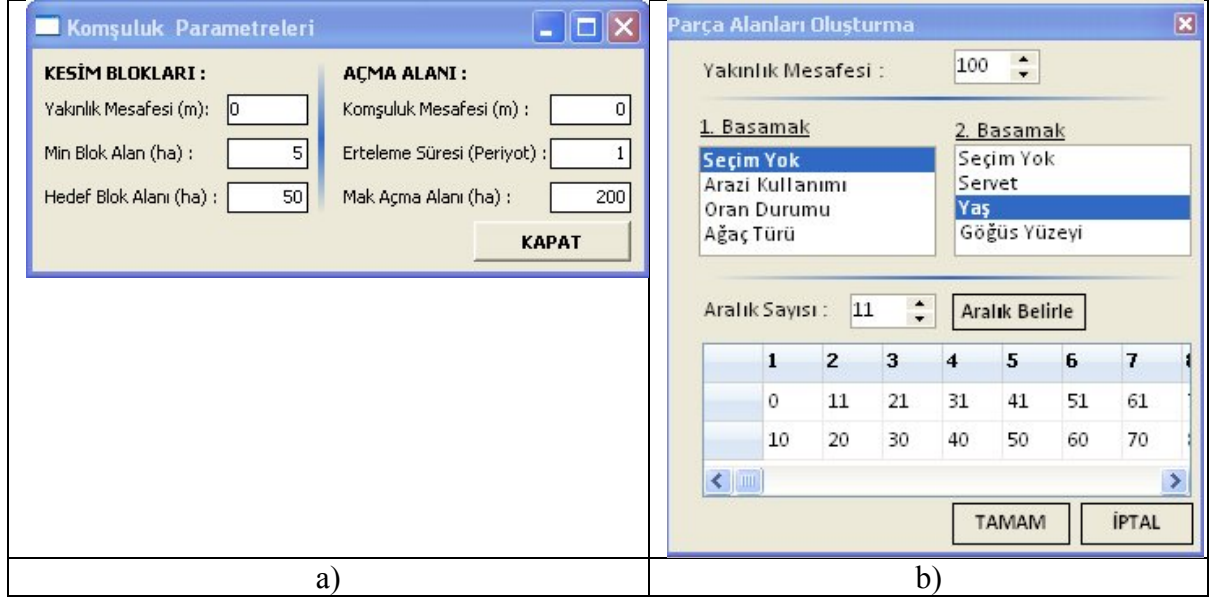 Komşuluk Parametreleri
KESİM BLOKLARI :
Yakınlık Mesafesi (m): 0
Min Blok Alan (ha) : 5
Hedef Blok Alanı (ha) : 50
AÇMA ALANI :
Komşuluk Mesafesi (m) : 0
Erteleme Süresi (Periyot) : 1
Mak Açma Alanı (ha) : 200
KAPAT
a)
Parça Alanları Oluşturma
Yakınlık Mesafesi : 100
1. Basamak
Seçim Yok
Arazi Kullanımı
Oran Durumu
Ağaç Türü
2. Basamak
Seçim Yok
Servet
Yaş
Göğüs Yüzeyi
Aralık Sayısı : 11 Aralık Belirle
1 2 3 4 5 6 7
0 11 21 31 41 51 61
10 20 30 40 50 60 70
TAMAM İPTAL
b)